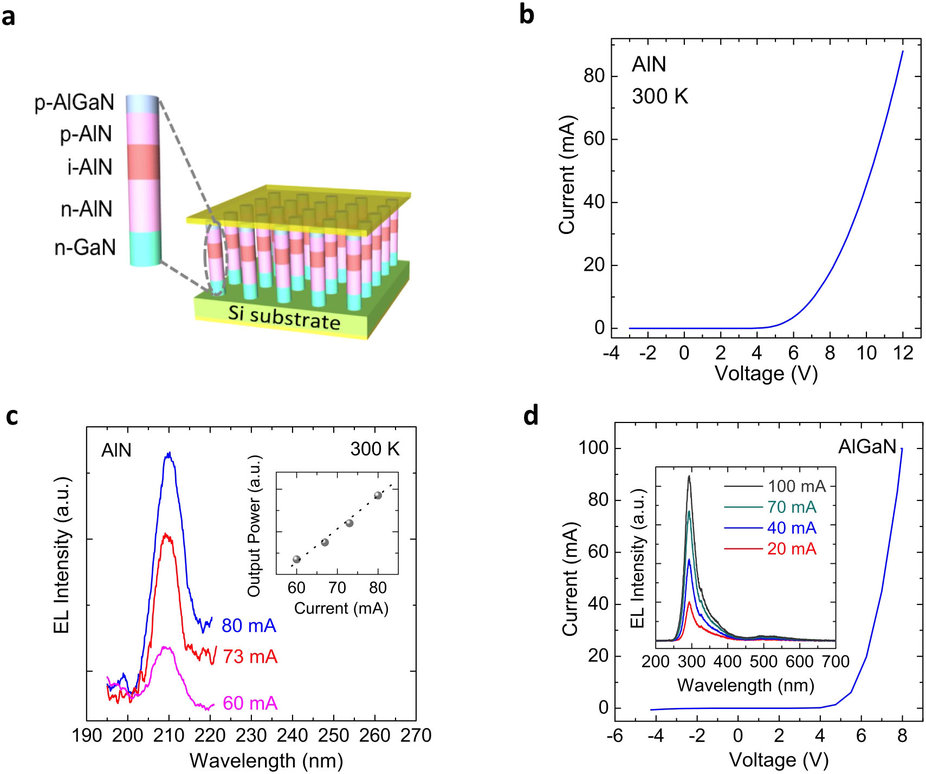 a
p-AlGaN
p-AlN
i-AlN
n-AlN
n-GaN
Si substrate
b
AlN
300 K
Current (mA)
80
60
40
20
0
-4 -2 0 2 4 6 8 10 12
Voltage (V)
c
AlN
300 K
EL Intensity (a.u.)
Output Power (a.u.)
60 70 80
Current (mA)
80 mA
73 mA
60 mA
190 200 210 220 230 240 250 260 270
Wavelength (nm)
d
AlGaN
Current (mA)
100
80
60
40
20
0
EL Intensity (a.u.)
100 mA
70 mA
40 mA
20 mA
200 300 400 500 600 700
Wavelength (nm)
-6 -4 -2 0 2 4 6 8
Voltage (V)